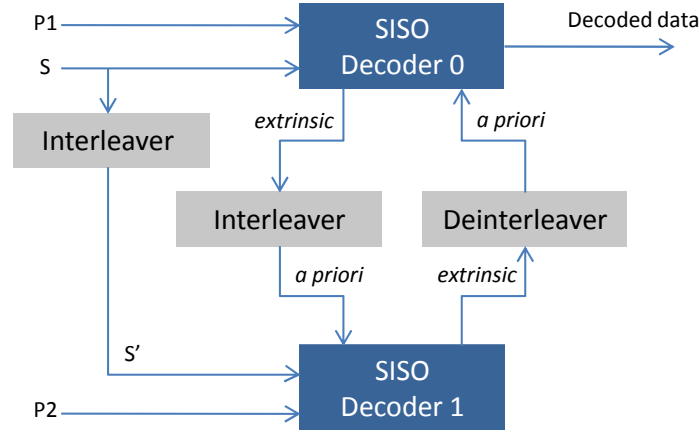 P1
SISO
Decoder 0
Decoded data
S
extrinsic
a priori
Interleaver
Interleaver
Deinterleaver
a priori
extrinsic
S'
SISO
Decoder 1
P2